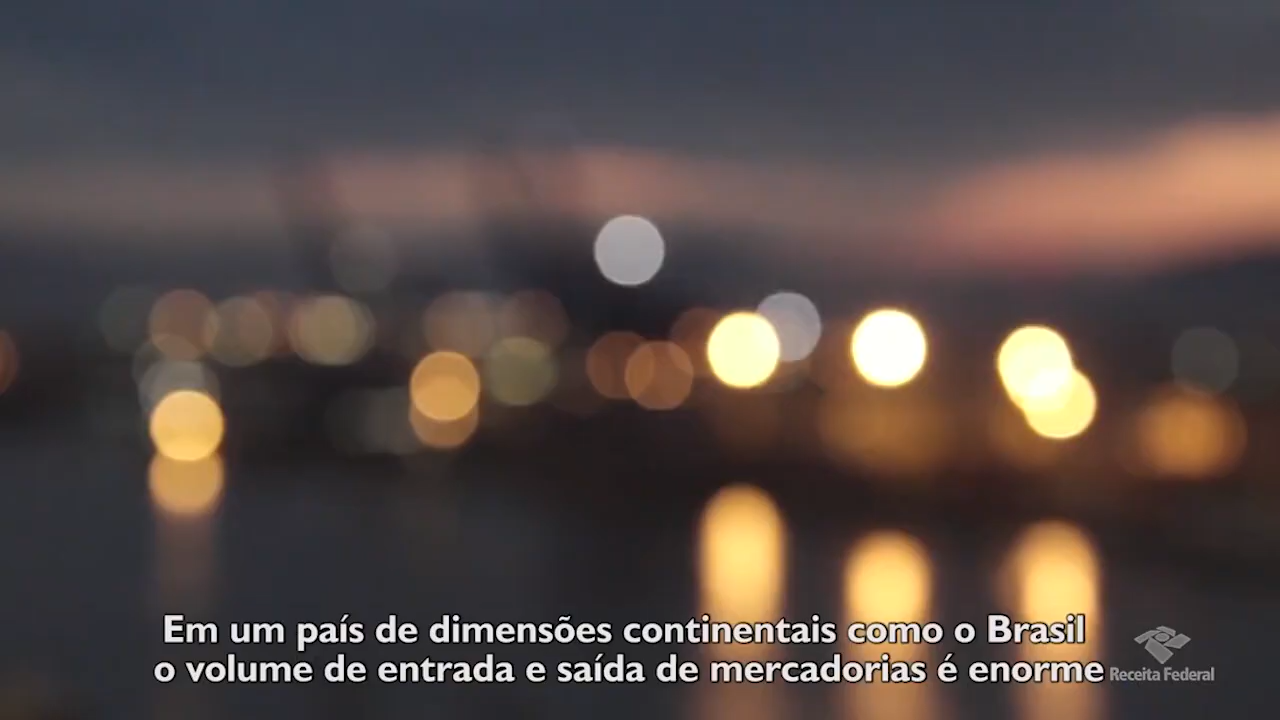 Em um país de dimensões continentais como o Brasil
o volume de entrada e saída de mercadorias é enorme
Receita Federal